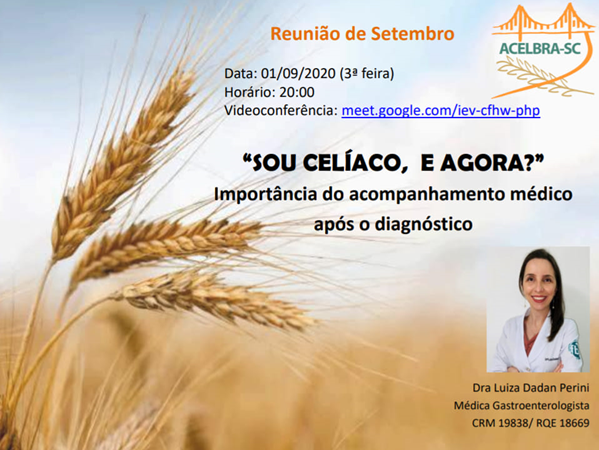 Reunião de Setembro
ACELBRA-SC
Data: 01/09/2020 (3ª feira)
Horário: 20:00
Videoconferência: meet.google.com/iev-cfhw-php
“SOU CELÍACO, E AGORA?”
Importância do acompanhamento médico
após o diagnóstico
Dra Luiza Dadan Perini
Médica Gastroenterologista
CRM 19838/ RQE 18669